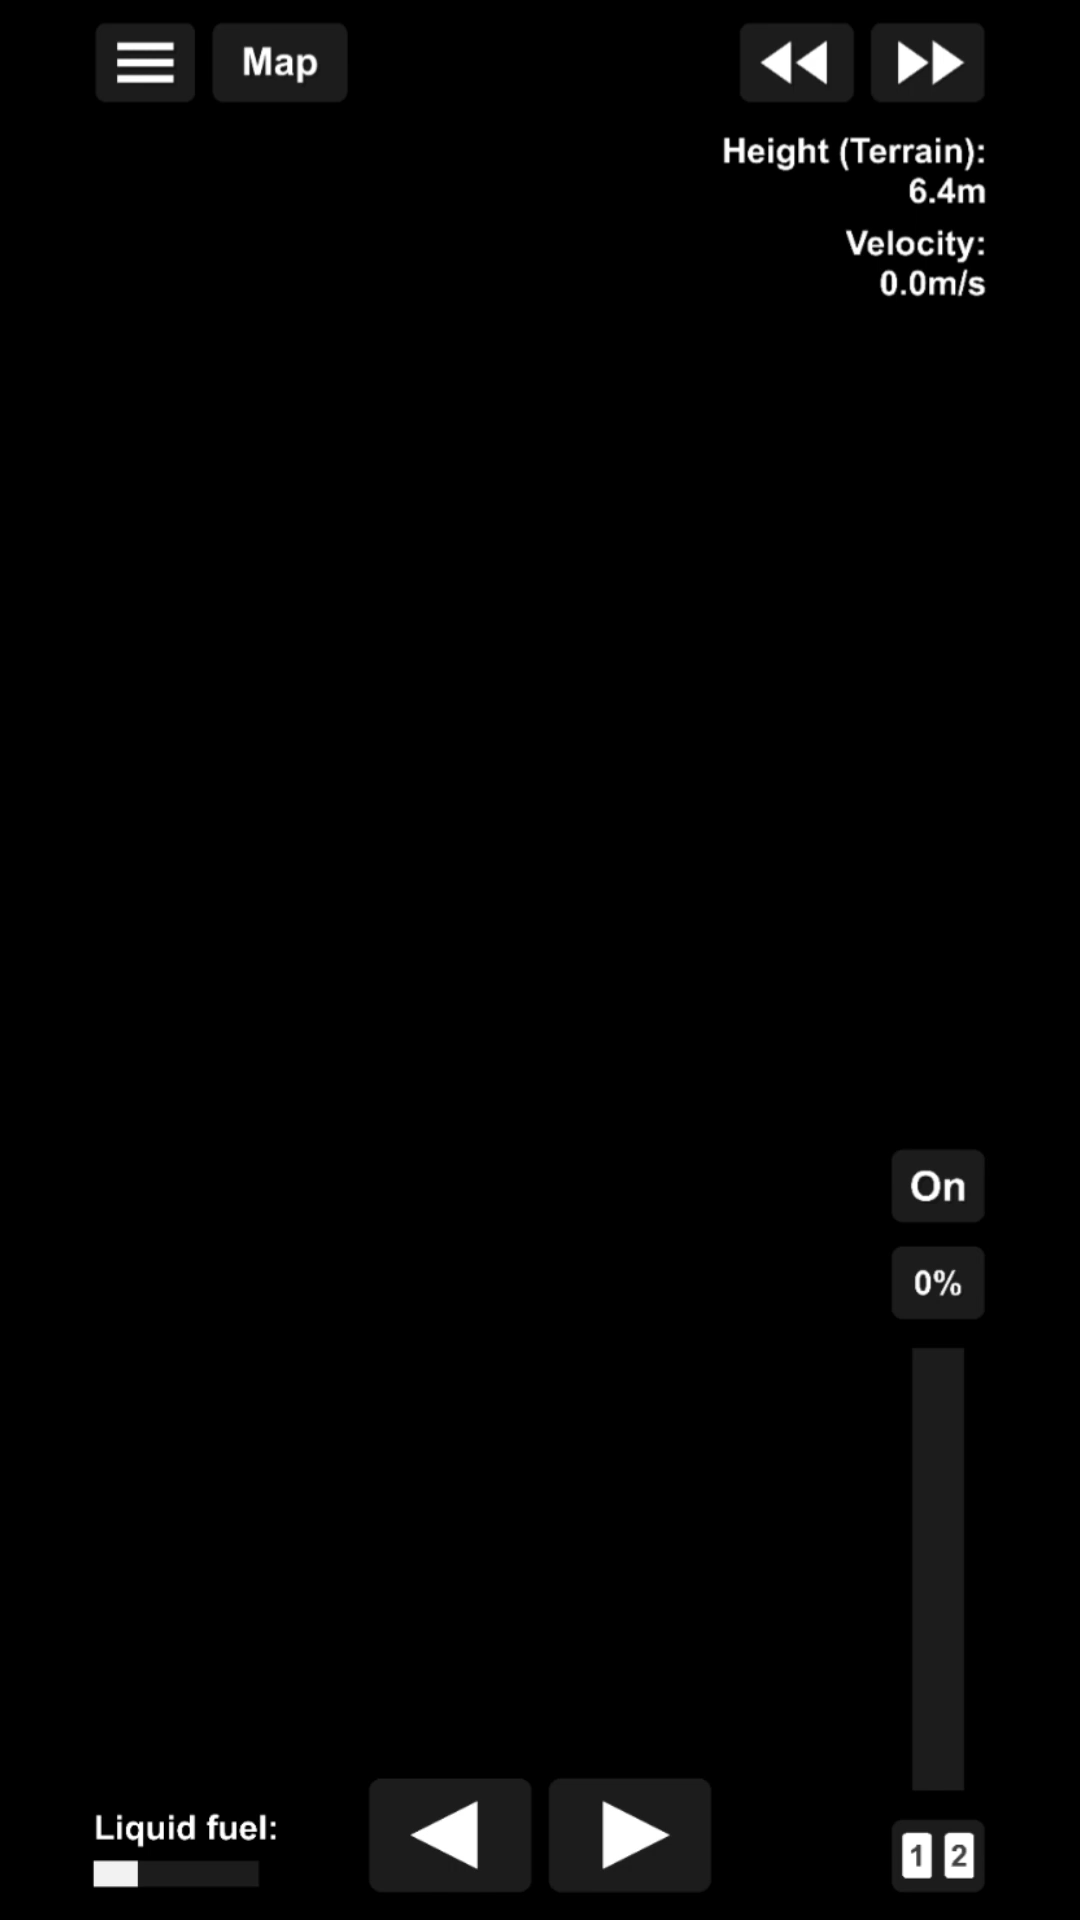 Map
Height (Terrain):
6.4m
Velocity:
0.0m/s
On
0%
Liquid fuel:
1 2